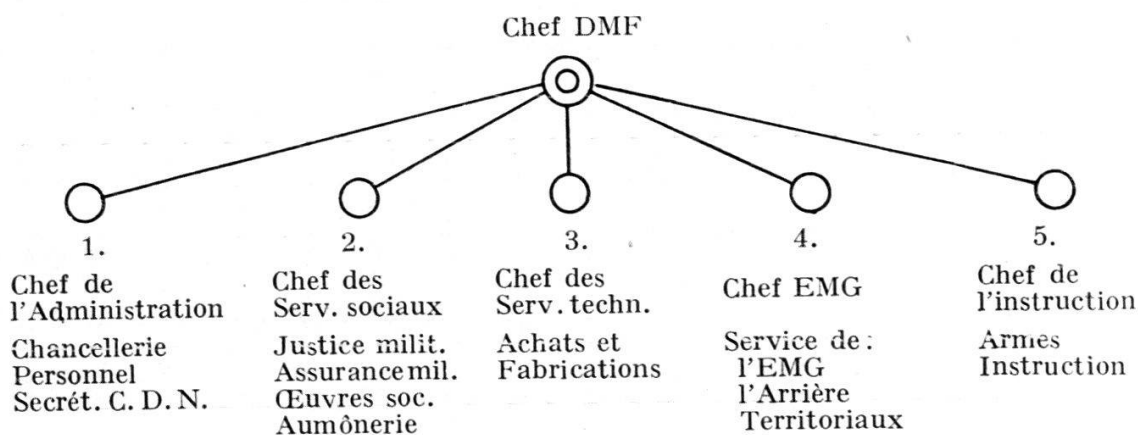 Chef DMF
1.
Chef de
l'Administration
Chancellerie
Personnel
Secrét. C. D. N.
2.
Chef des
Serv. sociaux
Justice milit.
Assurance mil.
Œuvres soc.
Aumônerie
3.
Chef des
Serv. techn.
Achats et
Fabrications
4.
Chef EMG
Service de :
l'EMG
l'Arrière
Territoriaux
5.
Chef de
l'instruction
Armes
Instruction